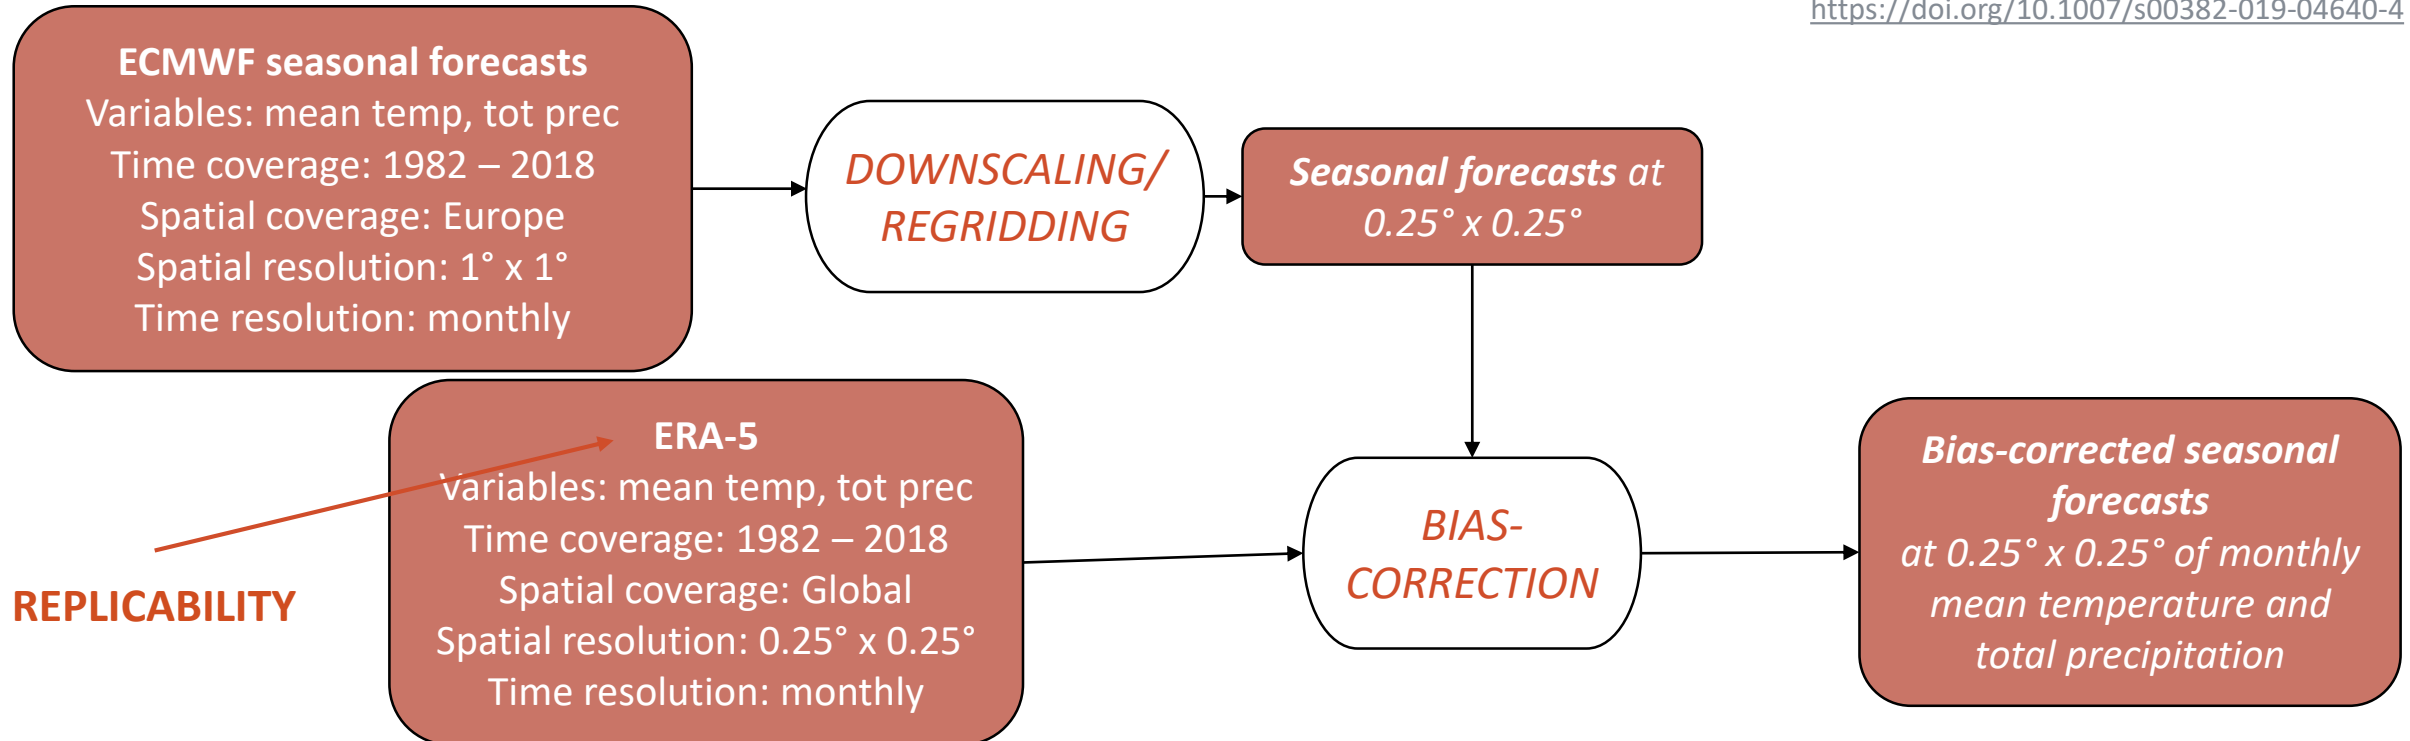 https://doi.org/10.1007/s00382-019-04640-4
ECMWF seasonal forecasts
Variables: mean temp, tot prec
Time coverage: 1982 – 2018
Spatial coverage: Europe
Spatial resolution: 1° x 1°
Time resolution: monthly
DOWNSCALING/
REGRIDDING
Seasonal forecasts at
0.25° x 0.25°
ERA-5
Variables: mean temp, tot prec
Time coverage: 1982 – 2018
Spatial coverage: Global
Spatial resolution: 0.25° x 0.25°
Time resolution: monthly
REPLICABILITY
BIAS-
CORRECTION
Bias-corrected seasonal
forecasts
at 0.25° x 0.25° of monthly
mean temperature and
total precipitation